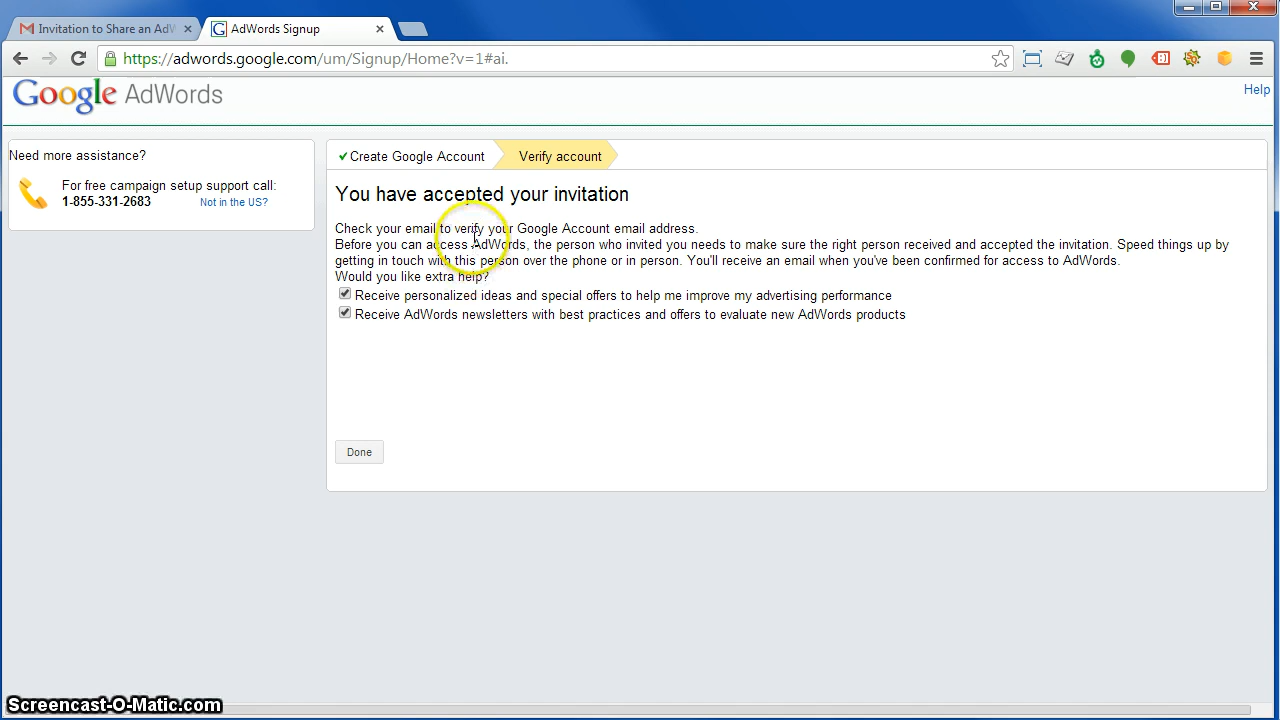 Invitation to Share an AdW
AdWords Signup
https://adwords.google.com/um/Signup/Home?v=1#ai.
Google AdWords
Help
Need more assistance?
For free campaign setup support call:
1-855-331-2683 Not in the US?
Create Google Account
Verify account
You have accepted your invitation
Check your email to verify your Google Account email address.
Before you can access AdWords, the person who invited you needs to make sure the right person received and accepted the invitation. Speed things up by
getting in touch with this person over the phone or in person. You'll receive an email when you've been confirmed for access to AdWords.
Would you like extra help?
Receive personalized ideas and special offers to help me improve my advertising performance
Receive AdWords newsletters with best practices and offers to evaluate new AdWords products
Done
Screencast-O-Matic.com